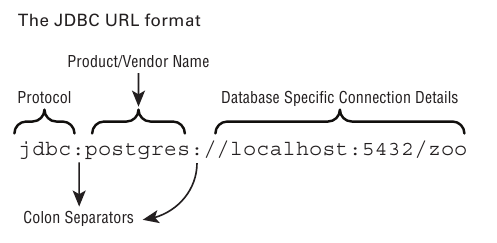 The JDBC URL format
Product/Vendor Name
Protocol
Database Specific Connection Details
jdbc:postgres://localhost:5432/zoo
Colon Separators